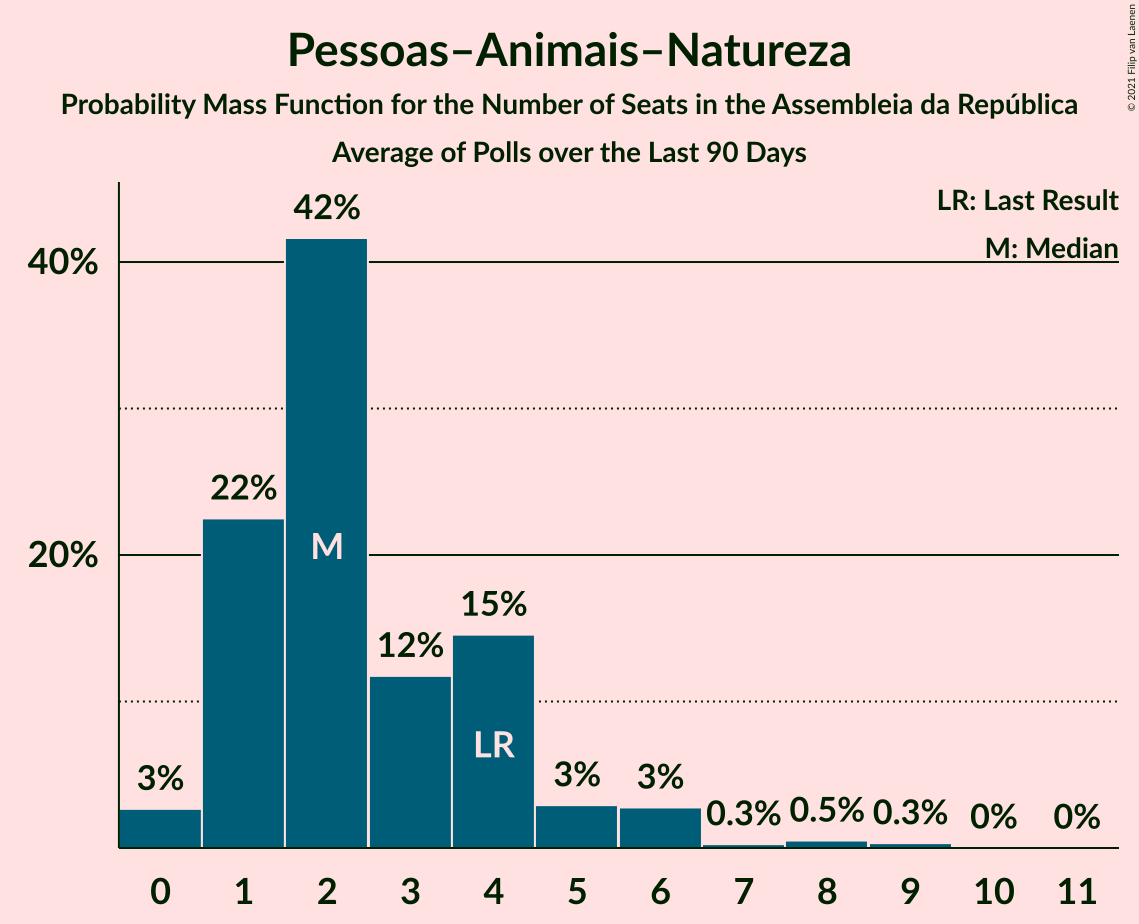 Pessoas–Animais–Natureza
Probability Mass Function for the Number of Seats in the Assembleia da República
Average of Polls over the Last 90 Days
© 2021 Filip van Laenen
LR: Last Result
M: Median
40%
20%
3%
22%
42%
12%
15%
3%
3%
0.3%
0.5%
0.3%
0%
0%
M
LR
0 1 2 3 4 5 6 7 8 9 10 11